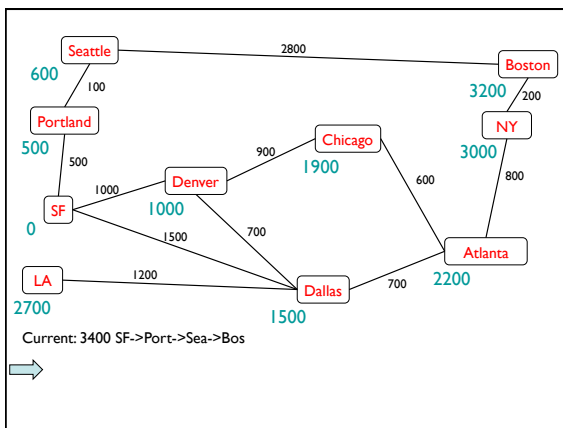 2800
Seattle
Boston
600
3200
100
200
Portland
NY
500
3000
Chicago
500
900
1900
1000
Denver
600
800
SF
1000
0
1500
700
Atlanta
LA
1200
2200
700
Dallas
2700
1500
Current: 3400 SF->Port->Sea->Bos